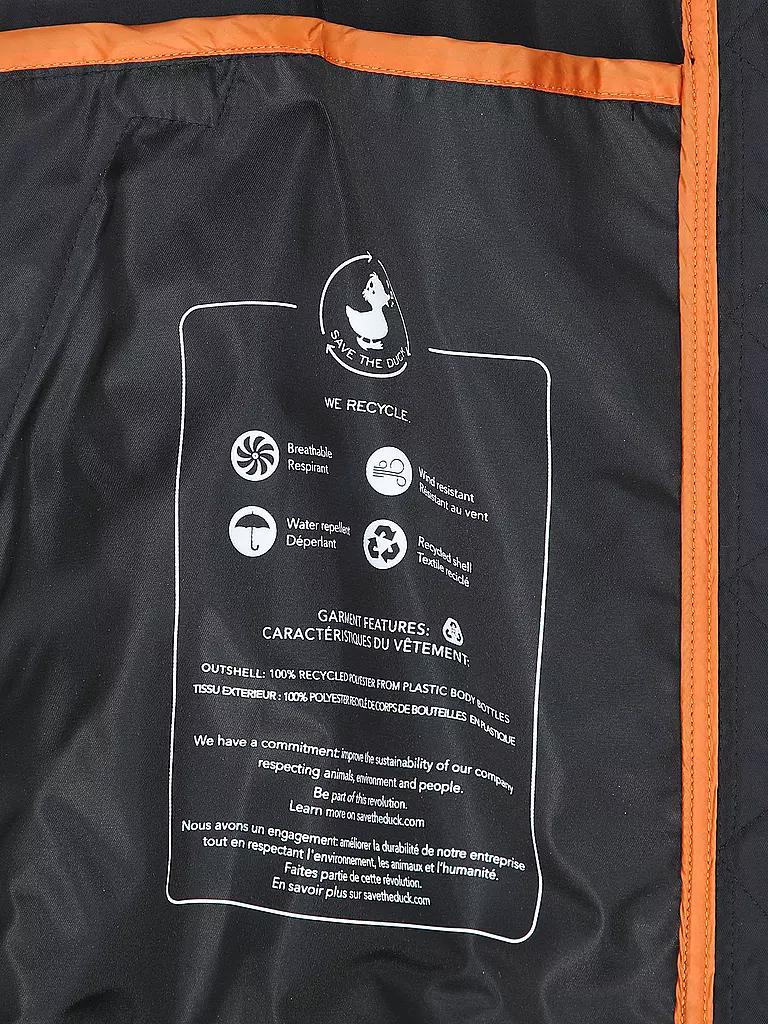 SAVE THE DUCK
WE RECYCLE.
Breathable
Respirant
Wind resistant
Résistant au vent
Water repellent
Déperlant
Recycled shell
Textile recyclé
GARMENT FEATURES:
CARACTÉRISTIQUES DU VÊTEMENT:
OUTSHELL: 100% RECYCLED POLYESTER FROM PLASTIC BODY BOTTLES
TISSU EXTERIEUR : 100% POLYESTER RECYCLÉ DE CORPS DE BOUTEILLES EN PLASTIQUE
We have a commitment: improve the sustainability of our company
respecting animals, environment and people.
Be part of this revolution.
Learn more on savetheduck.com
Nous avons un engagement: améliorer la durabilité de notre entreprise
tout en respectant l'environnement, les animaux et l'humanité.
Faites partie de cette révolution.
En savoir plus sur savetheduck.com